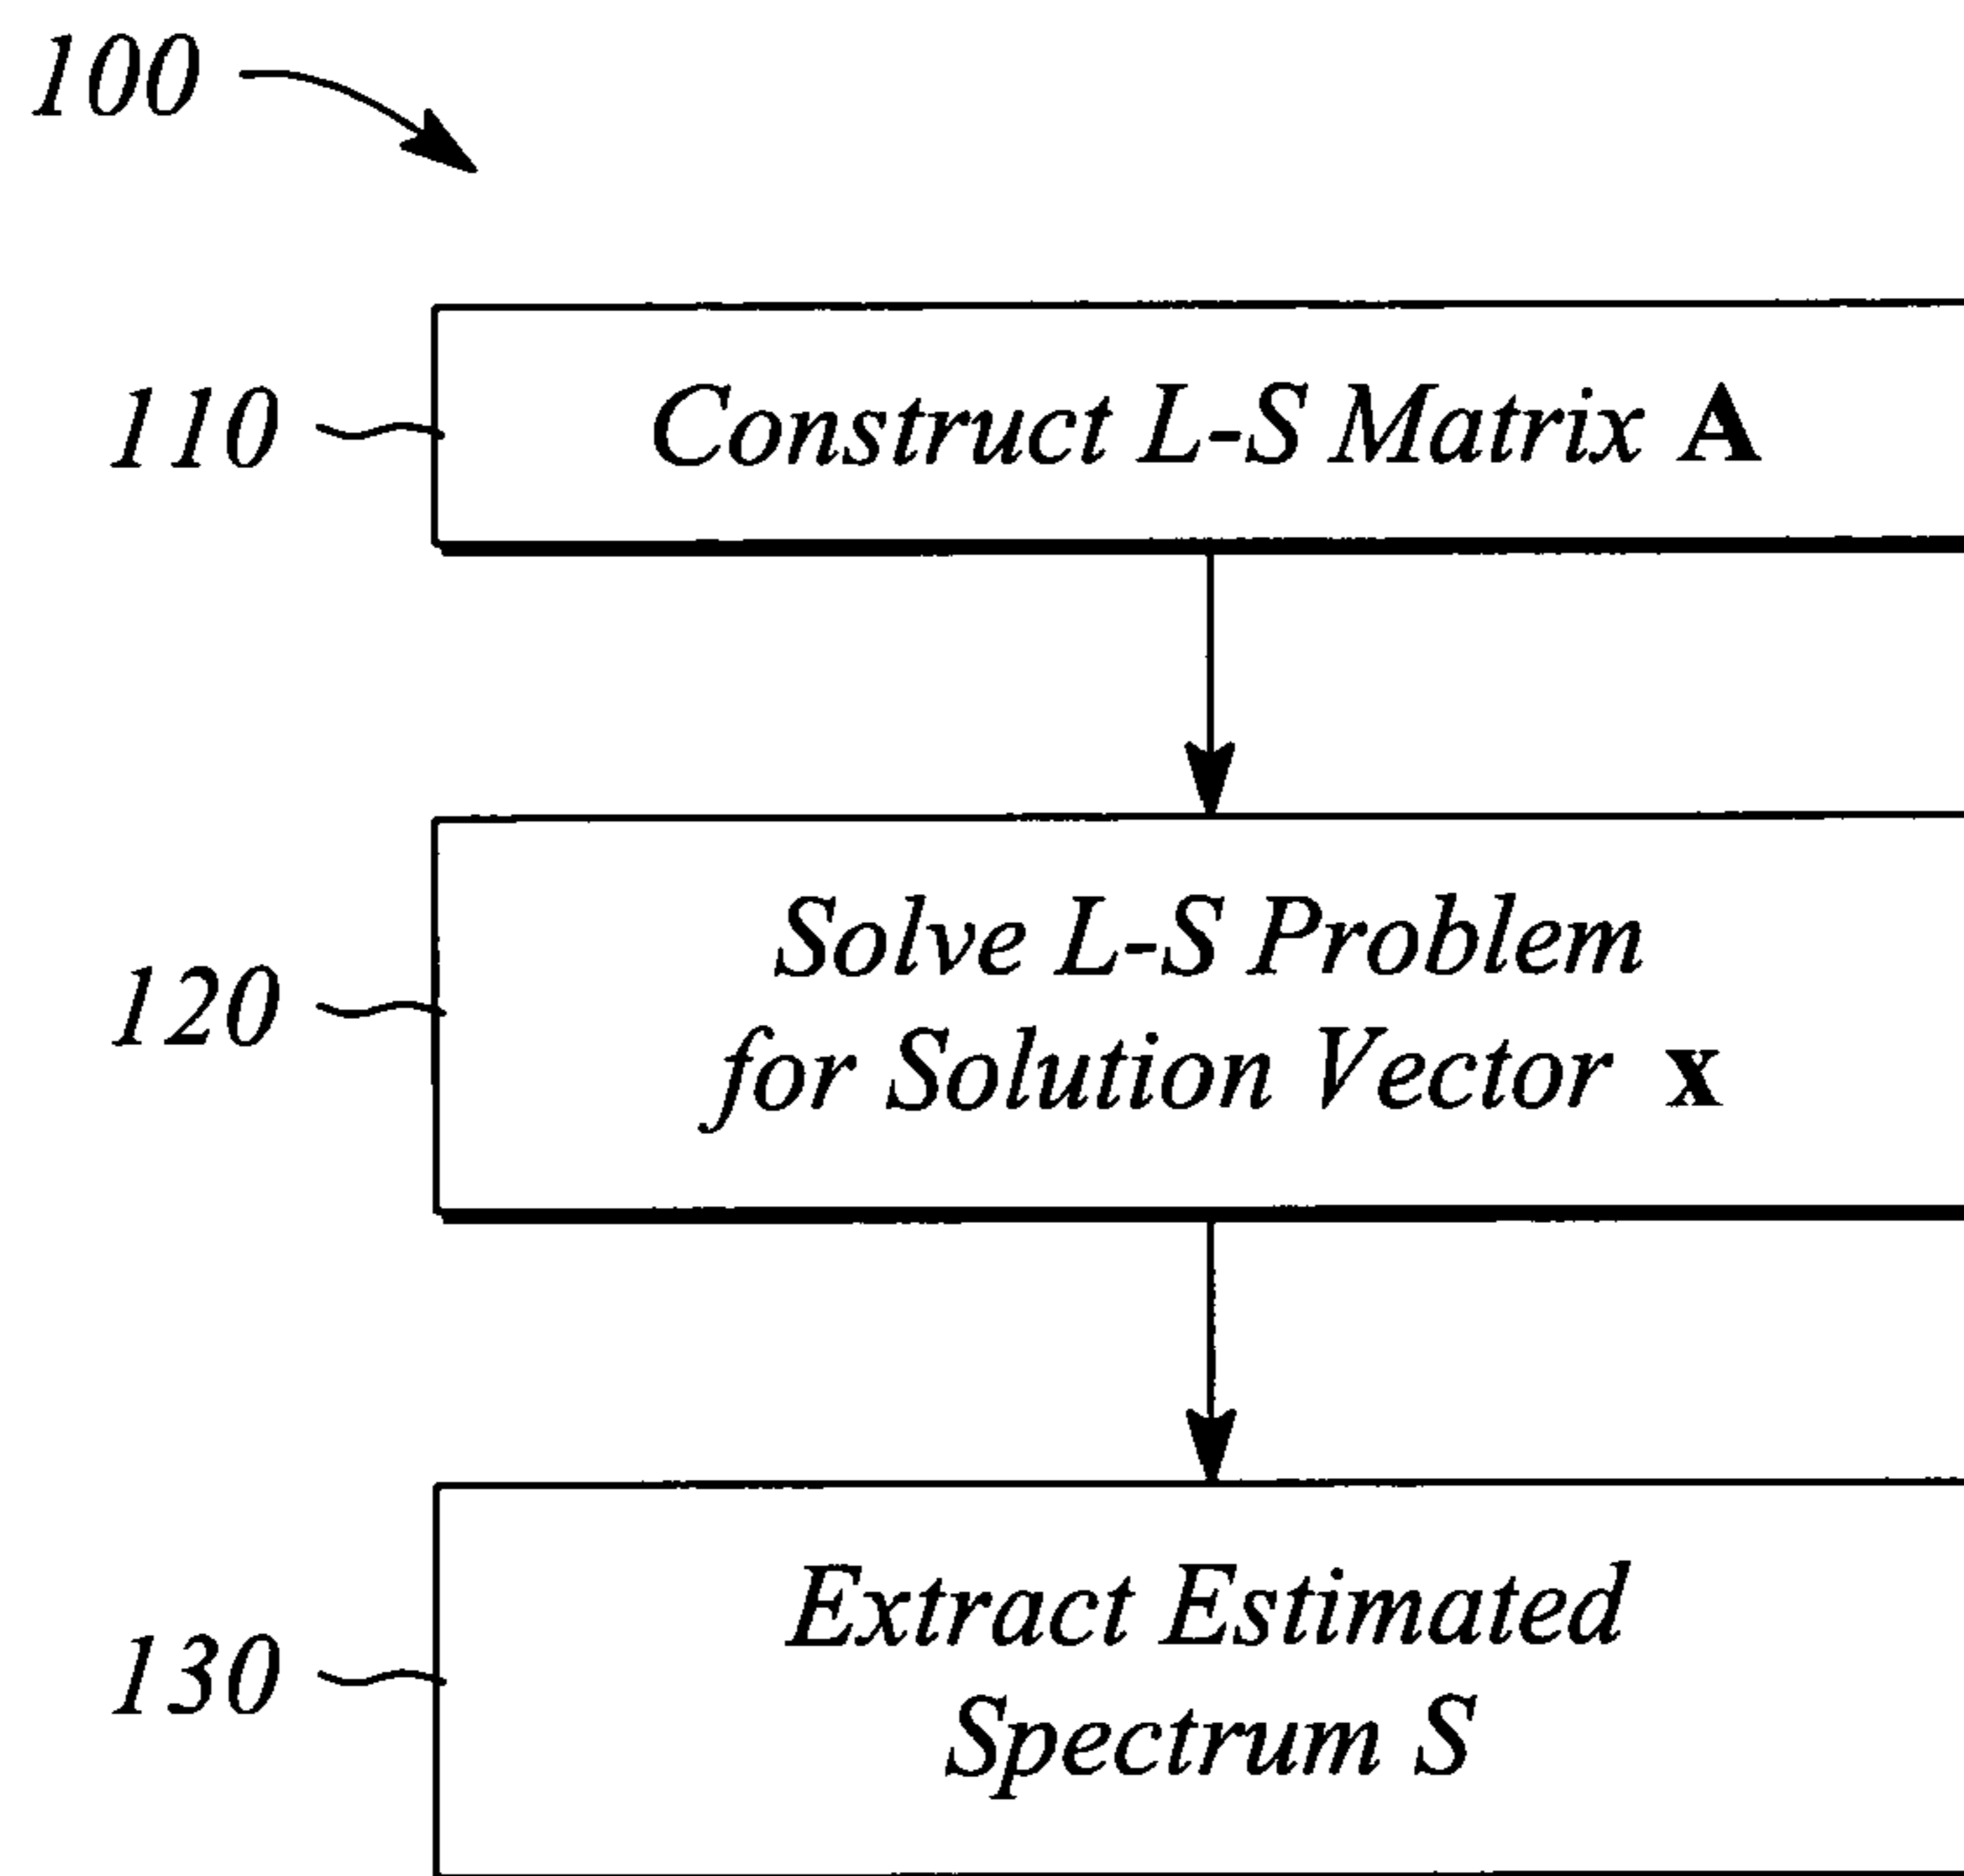 100
110
Construct L-S Matrix A
120
Solve L-S Problem
for Solution Vector x
130
Extract Estimated
Spectrum S